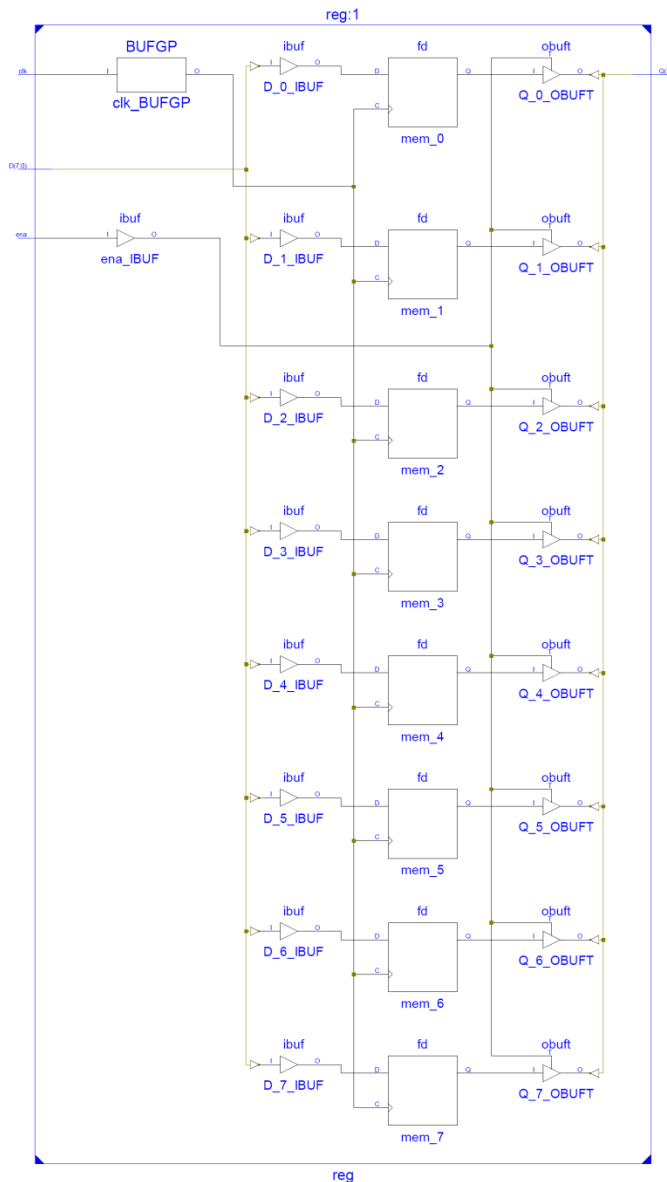 reg:1
BUFGP
I O
clk_BUFGP
clk
ibuf
I O
D_0_IBUF
fd
D Q
C
mem_0
obuft
T
I O
Q_0_OBUFT
D(7:0)
ena
ibuf
I O
ena_IBUF
ibuf
I O
D_1_IBUF
fd
D Q
C
mem_1
obuft
T
I O
Q_1_OBUFT
ibuf
I O
D_2_IBUF
fd
D Q
C
mem_2
obuft
T
I O
Q_2_OBUFT
ibuf
I O
D_3_IBUF
fd
D Q
C
mem_3
obuft
T
I O
Q_3_OBUFT
ibuf
I O
D_4_IBUF
fd
D Q
C
mem_4
obuft
T
I O
Q_4_OBUFT
ibuf
I O
D_5_IBUF
fd
D Q
C
mem_5
obuft
T
I O
Q_5_OBUFT
ibuf
I O
D_6_IBUF
fd
D Q
C
mem_6
obuft
T
I O
Q_6_OBUFT
ibuf
I O
D_7_IBUF
fd
D Q
C
mem_7
obuft
T
I O
Q_7_OBUFT
reg